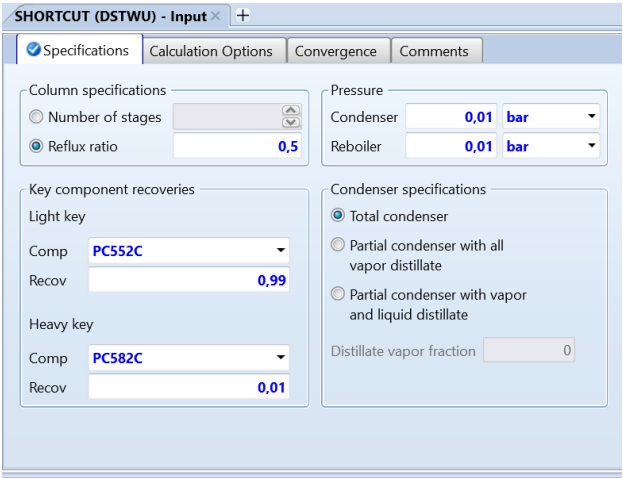 SHORTCUT (DSTWU) - Input × +
Specifications Calculation Options Convergence Comments
Column specifications
Number of stages
Reflux ratio 0,5
Pressure
Condenser 0,01 bar
Reboiler 0,01 bar
Key component recoveries
Light key
Comp PC552C
Recov 0,99
Heavy key
Comp PC582C
Recov 0,01
Condenser specifications
Total condenser
Partial condenser with all
vapor distillate
Partial condenser with vapor
and liquid distillate
Distillate vapor fraction 0